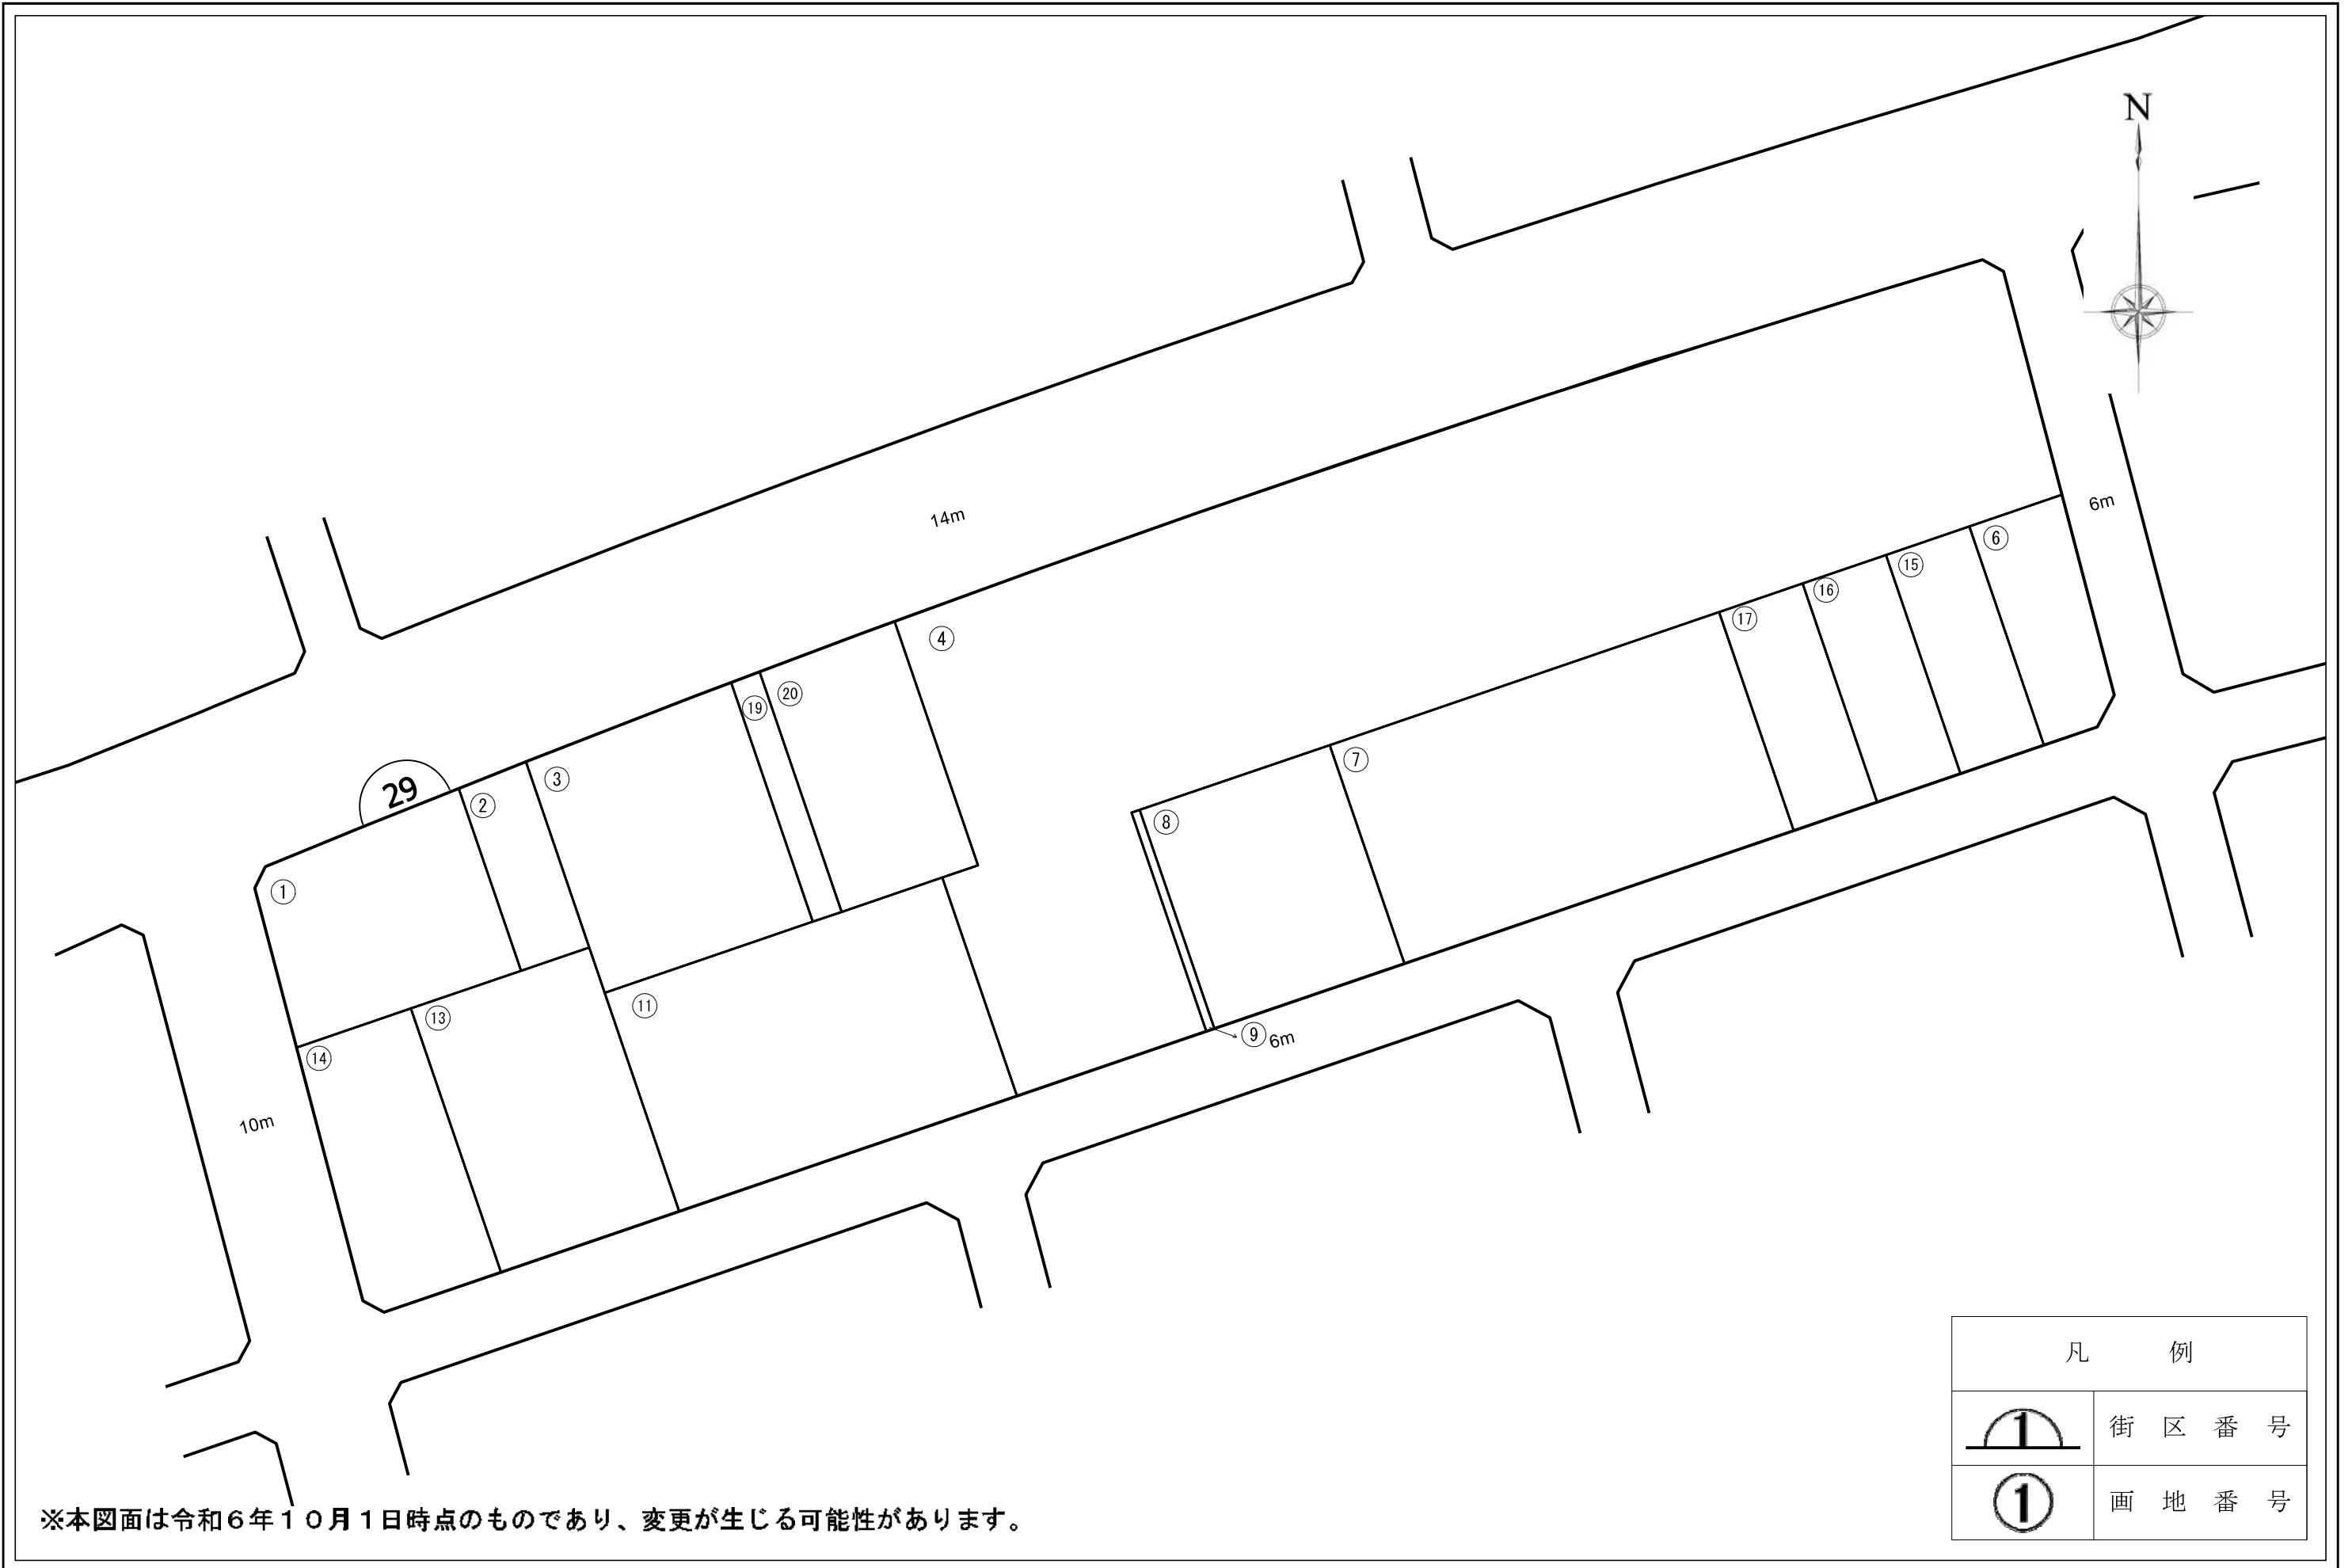 N
14m
6m
⑥
⑮
⑯
⑰
④
⑳
⑲
⑦
③
②
29
⑧
①
⑪
⑬
⑨
6m
⑭
10m
凡 例
1
街 区 番 号
①
画 地 番 号
※本図面は令和６年１０月１日時点のものであり、変更が生じる可能性があります。